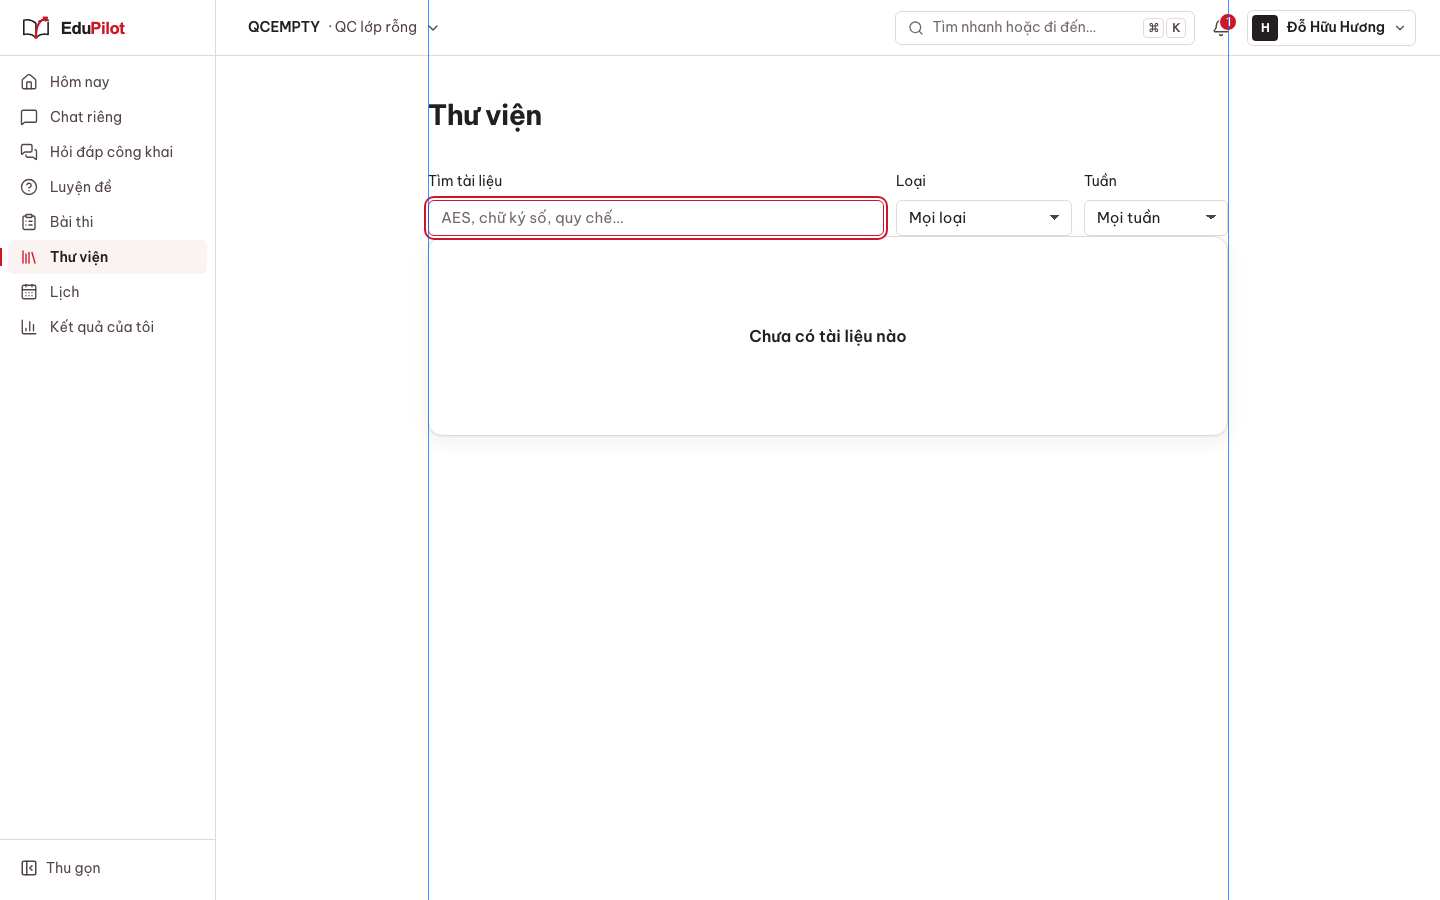 EduPilot
QCEMPTY · QC lớp rỗng
Tìm nhanh hoặc đi đến...
⌘ K
1
H
Đỗ Hữu Hương
Hôm nay
Chat riêng
Hỏi đáp công khai
Luyện đề
Bài thi
Thư viện
Lịch
Kết quả của tôi
Thu gọn
Thư viện
Tìm tài liệu
Loại
Tuần
AES, chữ ký số, quy chế...
Mọi loại
Mọi tuần
Chưa có tài liệu nào